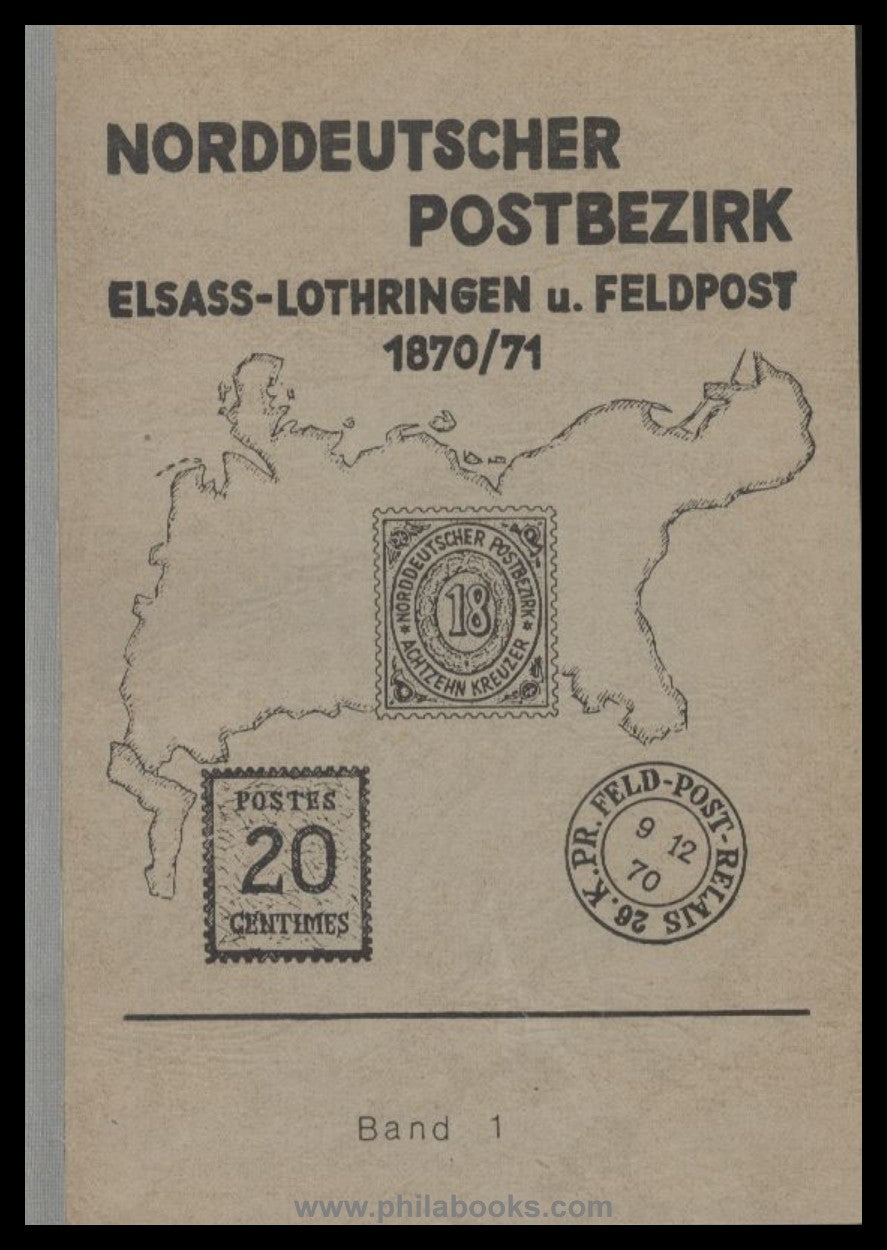 NORDDEUTSCHER
POSTBEZIRK
ELSASS-LOTHRINGEN u. FELDPOST
1870/71
*NORDDEUTSCHER POSTBEZIRK*
18
ACHTZEHN KREUZER
POSTES
20
CENTIMES
26. K. PR. FELD-POST-RELAIS
9 12
70
Band 1
www.philabooks.com